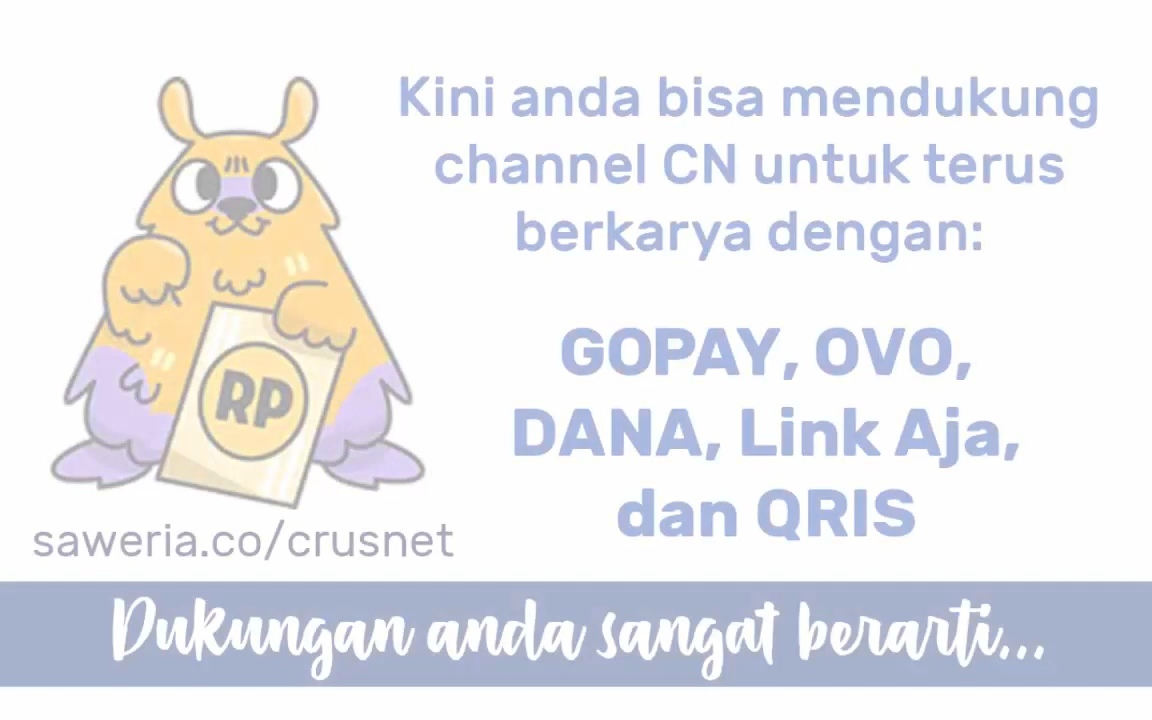 Kini anda bisa mendukung
channel CN untuk terus
berkarya dengan:
GOPAY, OVO,
DANA, Link Aja,
dan QRIS
RP
saweria.co/crusnet
Dukungan anda sangat berarti...